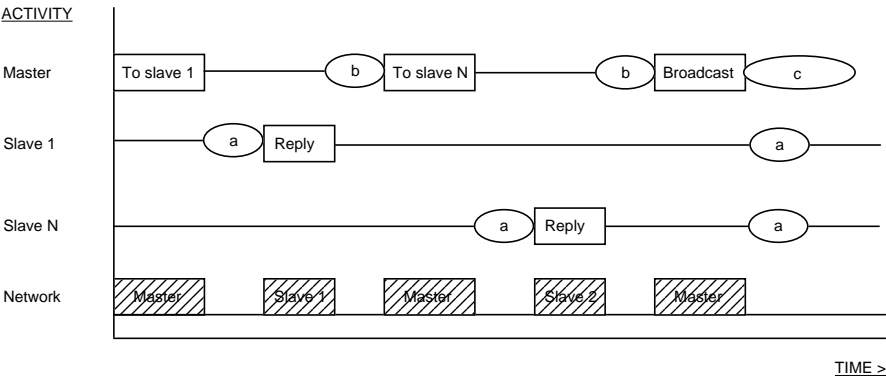 ACTIVITY
Master To slave 1 b To slave N b Broadcast c
Slave 1 a Reply a
Slave N a Reply a
Network Master Slave 1 Master Slave 2 Master
TIME >